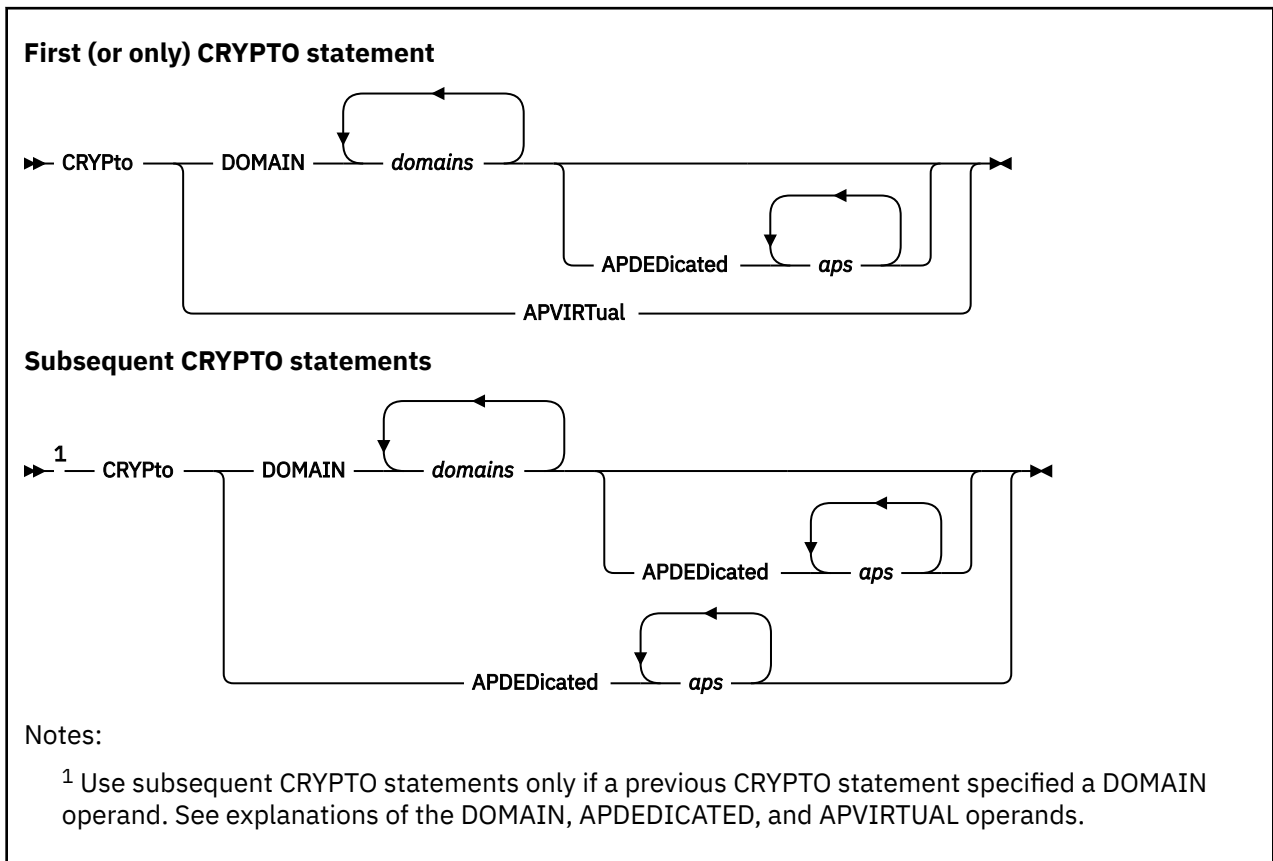 First (or only) CRYPTO statement
CRYPto DOMAIN domains
APDEDicated aps
APVIRTual
Subsequent CRYPTO statements
1 CRYPto DOMAIN domains
APDEDicated aps
APDEDicated aps
Notes:
1 Use subsequent CRYPTO statements only if a previous CRYPTO statement specified a DOMAIN
operand. See explanations of the DOMAIN, APDEDICATED, and APVIRTUAL operands.